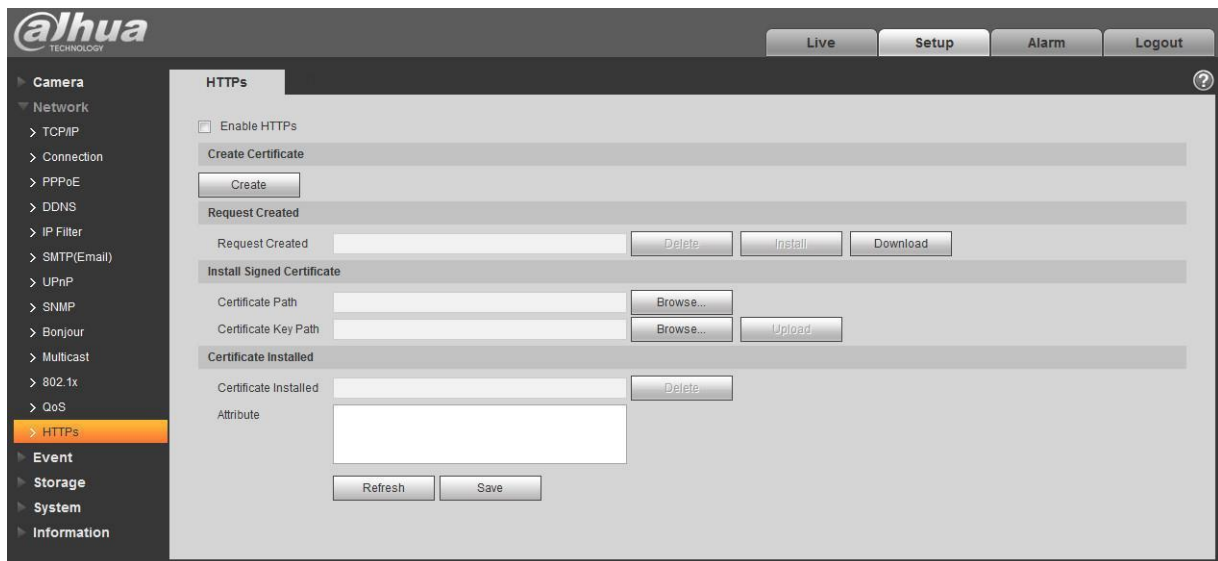 alhua
TECHNOLOGY
Live Setup Alarm Logout
Camera
Network
TCP/IP
Connection
PPPoE
DDNS
IP Filter
SMTP(Email)
UPnP
SNMP
Bonjour
Multicast
802.1x
QoS
HTTPs
Event
Storage
System
Information
HTTPs
?
Enable HTTPs
Create Certificate
Create
Request Created
Request Created Delete Install Download
Install Signed Certificate
Certificate Path Browse...
Certificate Key Path Browse... Upload
Certificate Installed
Certificate Installed Delete
Attribute
Refresh Save